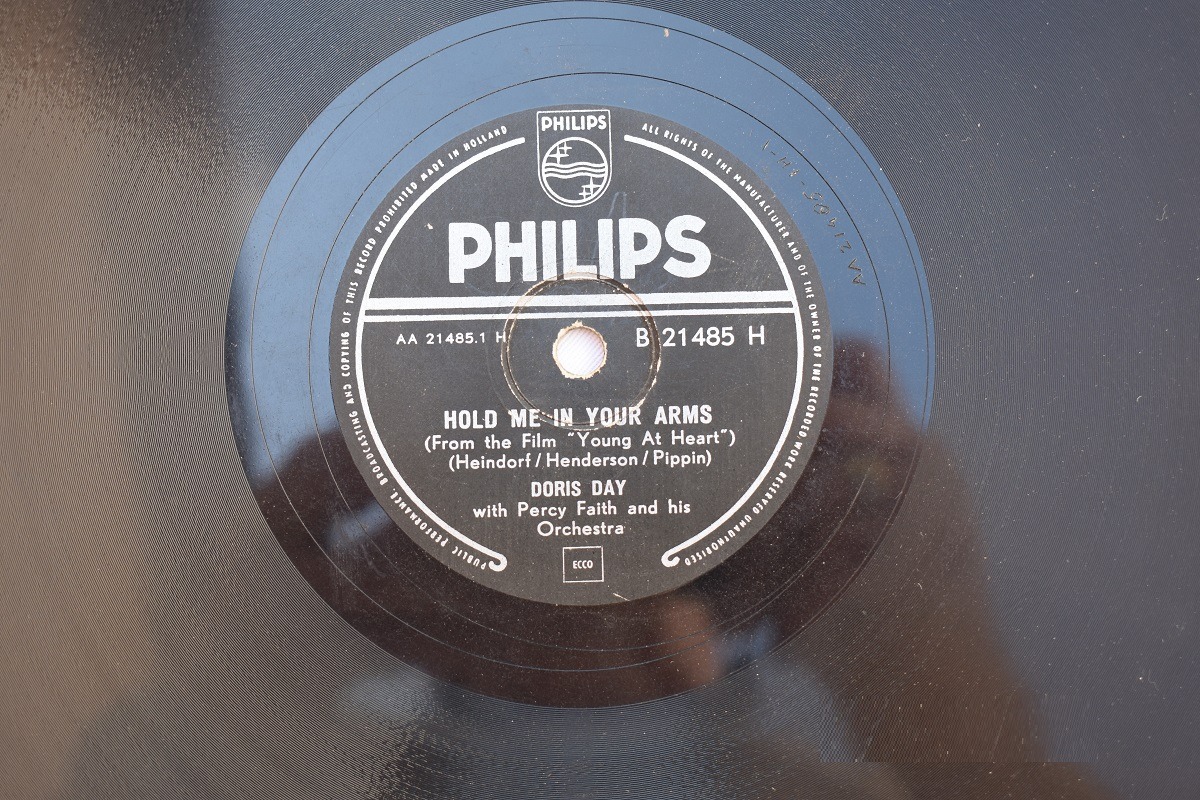 PHILIPS
PHILIPS
AA 21485.1 H
B 21485 H
HOLD ME IN YOUR ARMS
(From the Film "Young At Heart")
(Heindorf / Henderson / Pippin)
DORIS DAY
with Percy Faith and his
Orchestra
ECCO
ALL RIGHTS OF THE MANUFACTURER AND OF THE OWNER OF THE RECORDED WORK RESERVED UNAUTHORISED
PUBLIC PERFORMANCE, BROADCASTING AND COPYING OF THIS RECORD PROHIBITED MADE IN HOLLAND